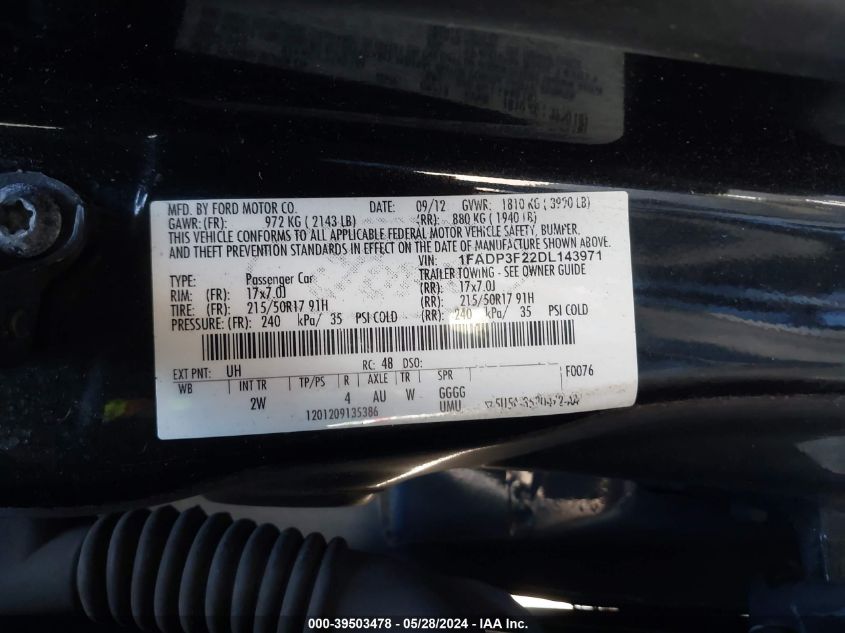 MFD. BY FORD MOTOR CO. DATE: 09/12 GVWR: 1810 KG ( 3990 LB)
GAWR: (FR): 972 KG ( 2143 LB) (RR): 880 KG ( 1940 LB)
THIS VEHICLE CONFORMS TO ALL APPLICABLE FEDERAL MOTOR VEHICLE SAFETY, BUMPER,
AND THEFT PREVENTION STANDARDS IN EFFECT ON THE DATE OF MANUFACTURE SHOWN ABOVE.
VIN: 1FADP3F22DL143971
TYPE: Passenger Car TRAILER TOWING - SEE OWNER GUIDE
RIM: (FR) 17x7.0J (RR): 17x7.0J
TIRE: (FR) 215/50R17 91H (RR): 215/50R17 91H
PRESSURE: (FR) 240 kPa/ 35 PSI COLD (RR): 240 kPa/ 35 PSI COLD
EXT PNT: UH RC: 48 DSO: F0076
WB INT TR TP/PS R AXLE TR SPR
2W 4 AU W GGGG
UMU
1201209135386
000-39503478 - 05/28/2024 - IAA Inc.